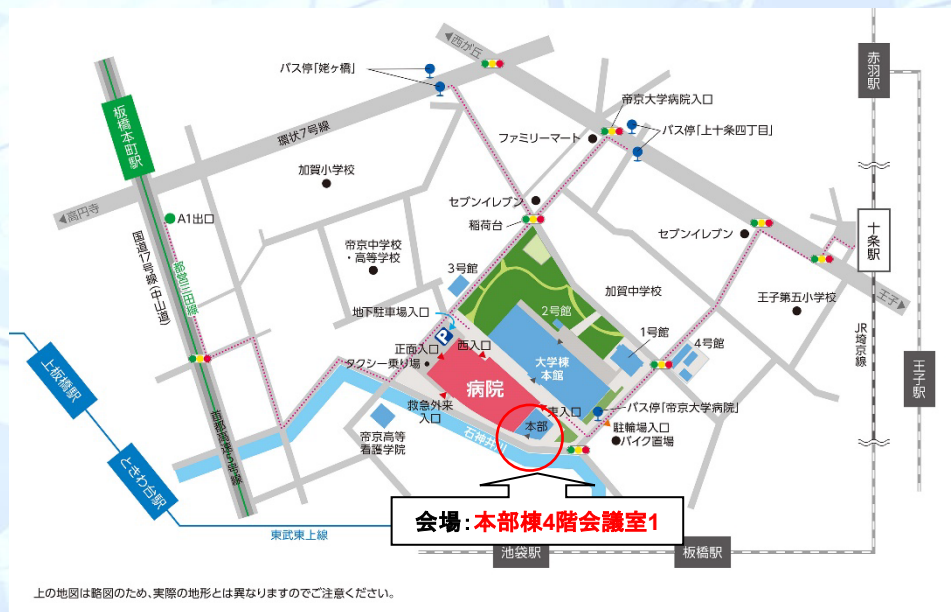 西が丘
赤羽駅
バス停「姥ヶ橋」
環状7号線
帝京大学病院入口
バス停「上十条四丁目」
ファミリーマート
板橋本町駅
加賀小学校
高円寺
A1出口
セブンイレブン
稲荷台
セブンイレブン
十条駅
国道17号線(中山道)
都営三田線
帝京中学校
・高等学校
3号館
加賀中学校
王子第五小学校
王子
地下駐車場入口
2号館
1号館
4号館
JR埼京線
P
正面入口
西入口
大学棟
本館
タクシー乗り場
病院
王子駅
上板橋駅
救急外来
入口
東入口
バス停「帝京大学病院」
本部
駐輪場入口
バイク置場
帝京高等
看護学院
石神井川
首都高速5号線
ときわ台駅
会場:本部棟4階会議室1
東武東上線
池袋駅
板橋駅
上の地図は略図のため、実際の地形とは異なりますのでご注意ください。